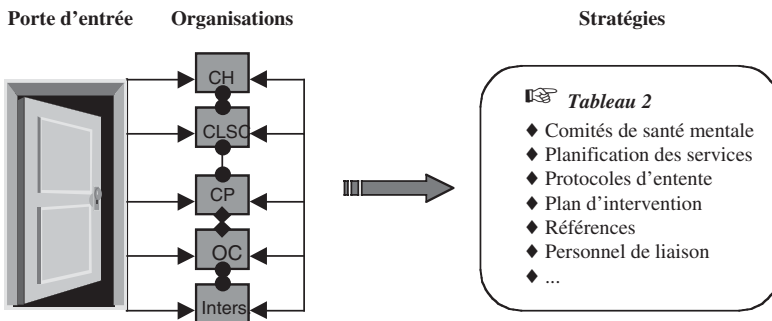 Porte d’entrée
Organisations
Stratégies
CH
CLSC
CP
OC
Inters
☞ Tableau 2
♦ Comités de santé mentale
♦ Planification des services
♦ Protocoles d’entente
♦ Plan d’intervention
♦ Références
♦ Personnel de liaison
♦ ...